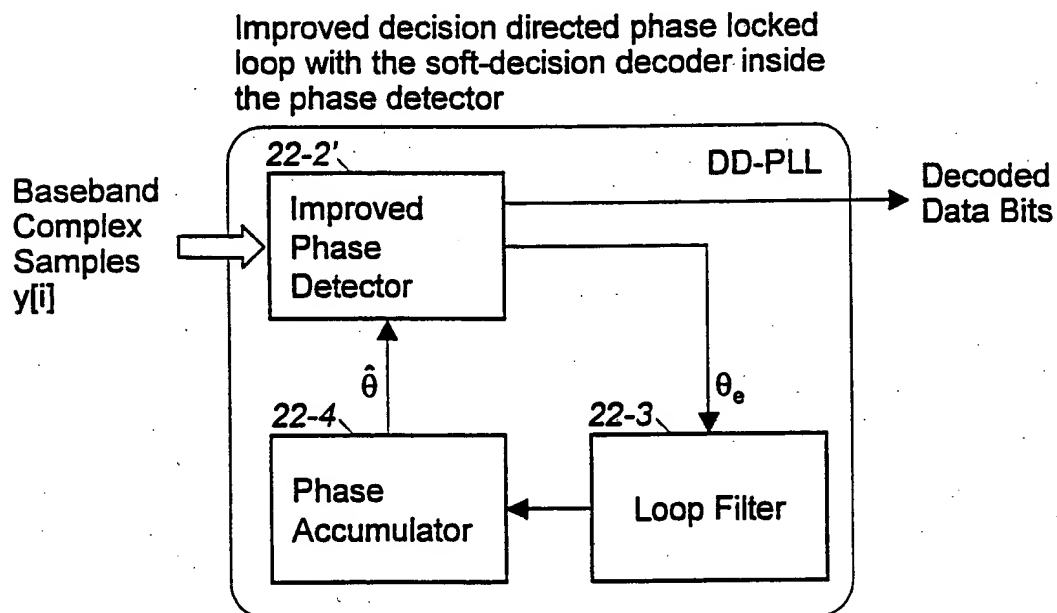 Improved decision directed phase locked
loop with the soft-decision decoder inside
the phase detector
22-2'
DD-PLL
Baseband
Complex
Samples
y[i]
Improved
Phase
Detector
Decoded
Data Bits
θ̂
θe
22-4
22-3
Phase
Accumulator
Loop Filter